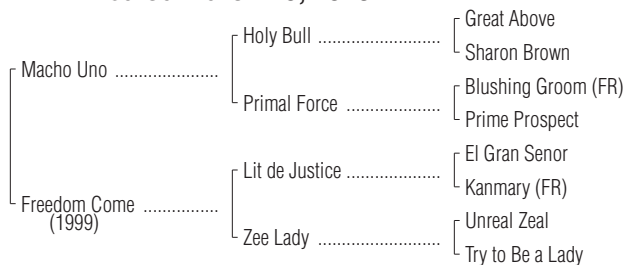 Great Above
Holy Bull ..........................
Sharon Brown
Macho Uno ......................
Blushing Groom (FR)
Primal Force ....................
Prime Prospect
El Gran Senor
Lit de Justice ....................
Kanmary (FR)
Freedom Come ................
(1999)
Unreal Zeal
Zee Lady ..........................
Try to Be a Lady